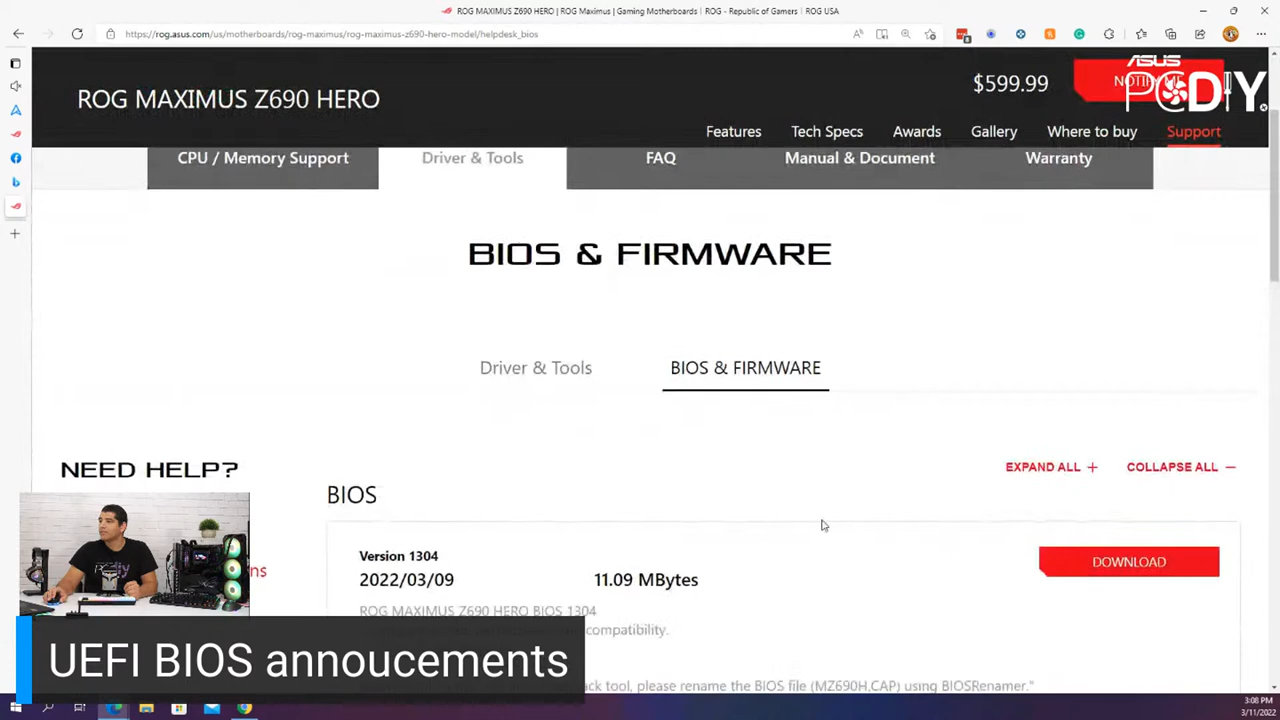 ROG MAXIMUS Z690 HERO | ROG Maximus | Gaming Motherboards | ROG - Republic of Gamers | ROG USA
https://rog.asus.com/us/motherboards/rog-maximus/rog-maximus-z690-hero-model/helpdesk_bios
ROG MAXIMUS Z690 HERO
$599.99
ASUS
PCDIY
Features Tech Specs Awards Gallery Where to buy Support
CPU / Memory Support Driver & Tools FAQ Manual & Document Warranty
BIOS & FIRMWARE
Driver & Tools BIOS & FIRMWARE
NEED HELP?
EXPAND ALL + COLLAPSE ALL −
BIOS
Version 1304
2022/03/09 11.09 MBytes
DOWNLOAD
ROG MAXIMUS Z690 HERO BIOS 1304
compatibility.
tool, please rename the BIOS file (MZ690H.CAP) using BIOSRenamer."
UEFI BIOS annoucements
3:08 PM
3/11/2022